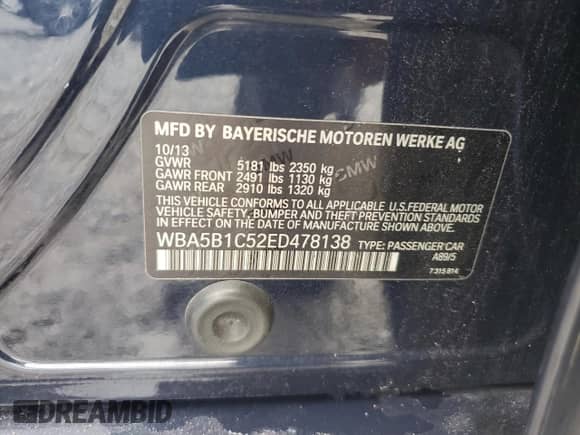 MFD BY BAYERISCHE MOTOREN WERKE AG
10/13
GVWR 5181 lbs 2350 kg
GAWR FRONT 2491 lbs 1130 kg
GAWR REAR 2910 lbs 1320 kg
THIS VEHICLE CONFORMS TO ALL APPLICABLE U.S.FEDERAL MOTOR
VEHICLE SAFETY, BUMPER AND THEFT PREVENTION STANDARDS
IN EFFECT ON THE DATE OF MANUFACTURE SHOWN ABOVE.
WBA5B1C52ED478138 TYPE: PASSENGER CAR
A89/5
7 315 814
DREAMBID